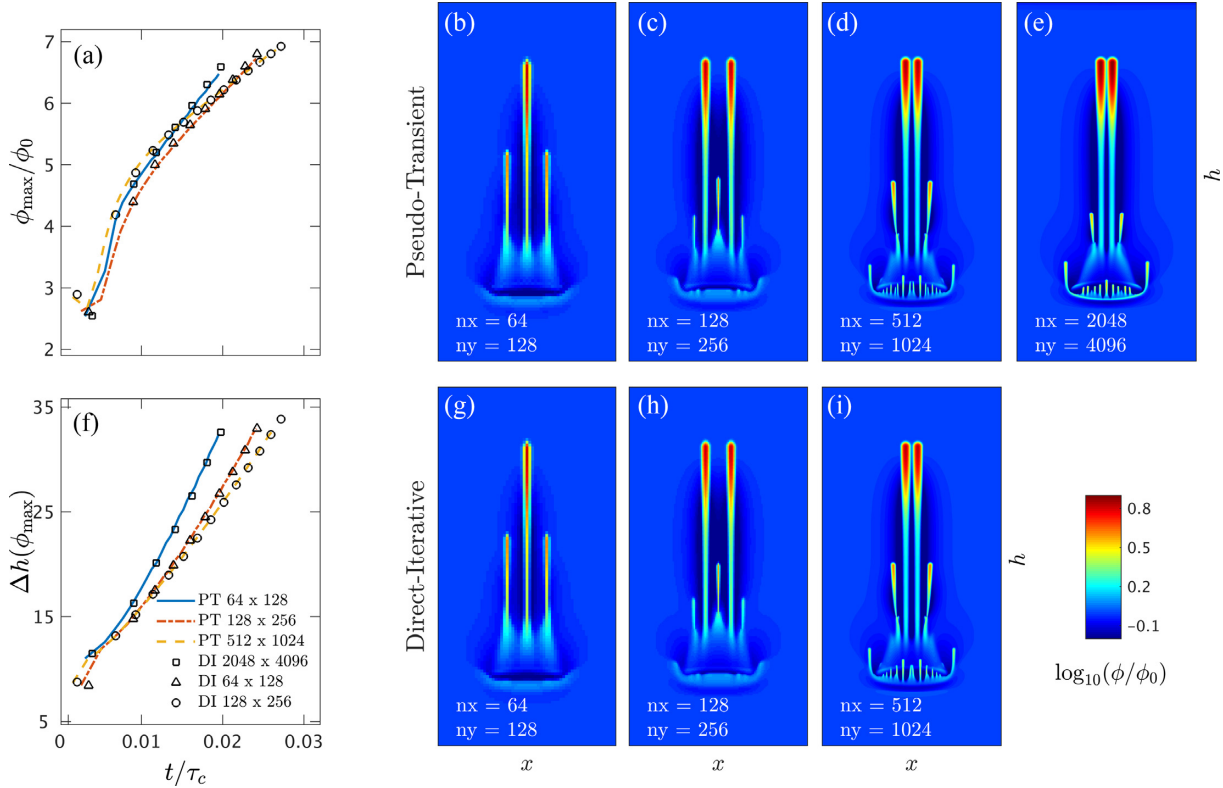 (a)
7
6
5
4
3
2
ϕmax/ϕ0
(b)
nx = 64
ny = 128
(c)
nx = 128
ny = 256
(d)
nx = 512
ny = 1024
(e)
nx = 2048
ny = 4096
Pseudo-Transient
h
(f)
35
25
15
5
Δh(ϕmax)
PT 64 x 128
PT 128 x 256
PT 512 x 1024
DI 2048 x 4096
DI 64 x 128
DI 128 x 256
0 0.01 0.02 0.03
t/τc
(g)
nx = 64
ny = 128
(h)
nx = 128
ny = 256
(i)
nx = 512
ny = 1024
Direct-Iterative
h
x x x
0.8
0.5
0.2
−0.1
log10(ϕ/ϕ0)